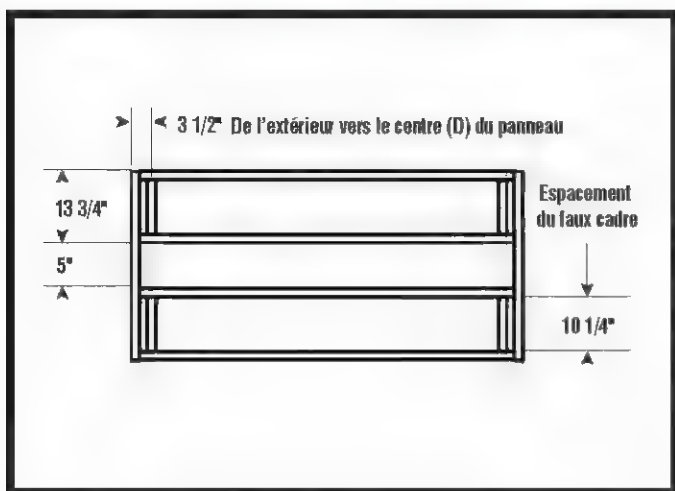 3 1/2" De l'extérieur vers le centre (D) du panneau
13 3/4"
Espacement
du faux cadre
5"
10 1/4"